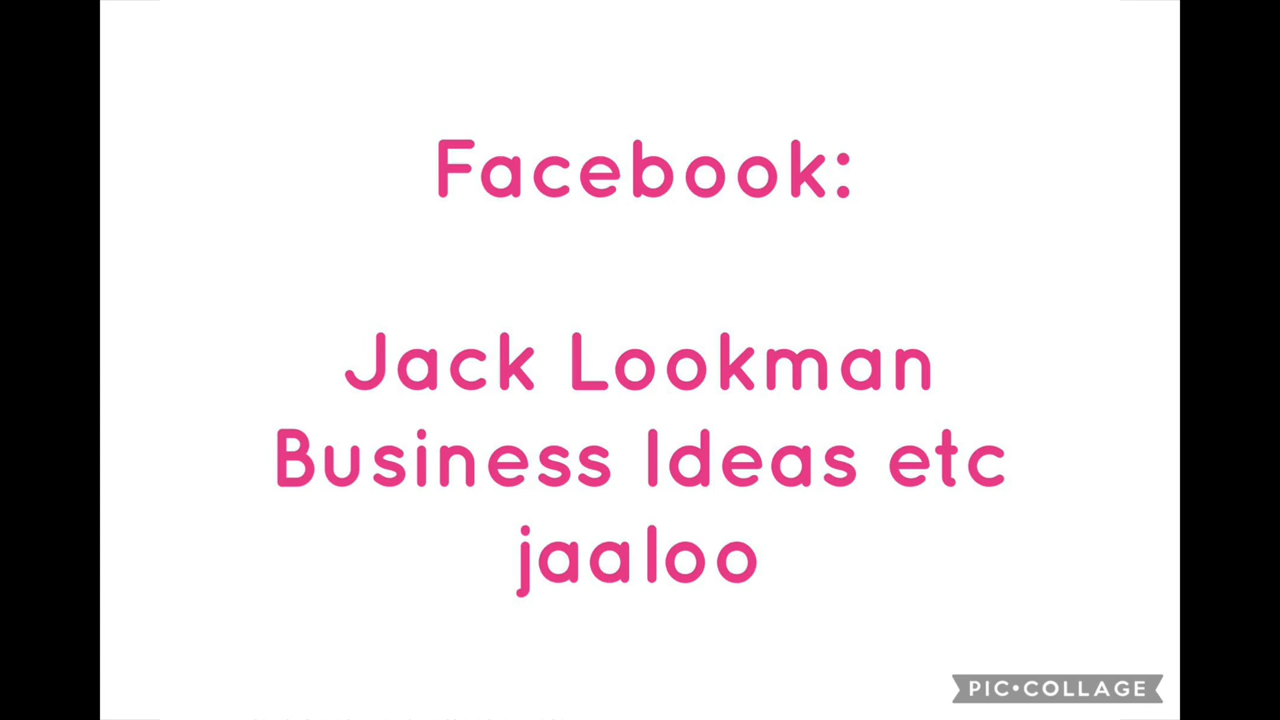 Facebook:
Jack Lookman
Business Ideas etc
jaaloo
PIC•COLLAGE